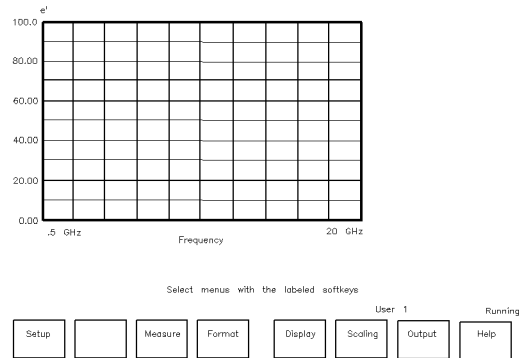 e'
100.0
80.00
60.00
40.00
20.00
0.00
.5 GHz
20 GHz
Frequency
Select menus with the labeled softkeys
User 1
Running
Setup
Measure
Format
Display
Scaling
Output
Help